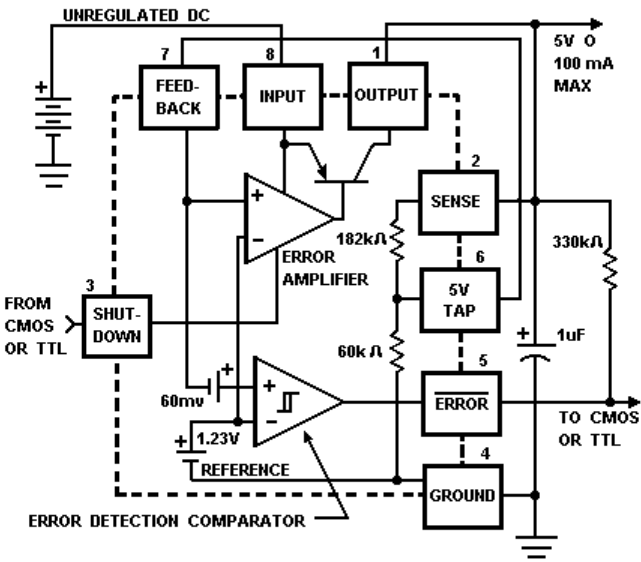 UNREGULATED DC
7
8
1
5V @
100 mA
MAX
FEED-
BACK
INPUT
OUTPUT
+
2
SENSE
+
-
182kΩ
330kΩ
ERROR
AMPLIFIER
6
5V
TAP
3
FROM
CMOS
OR TTL
SHUT-
DOWN
+
1uF
60kΩ
5
+
60mv
+
-
ERROR
TO CMOS
OR TTL
+
1.23V
REFERENCE
4
GROUND
ERROR DETECTION COMPARATOR